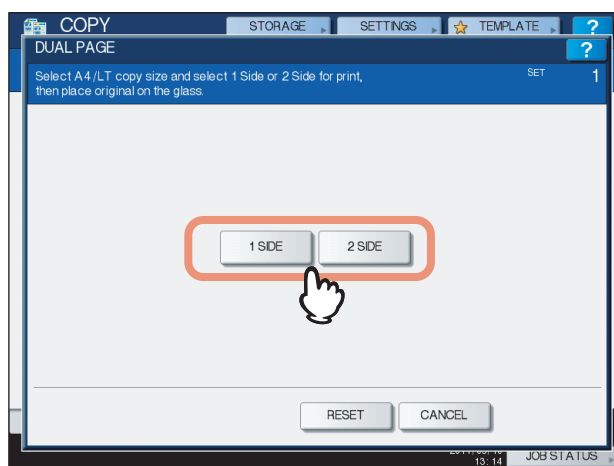 COPY STORAGE SETTINGS TEMPLATE ?
DUAL PAGE ?
Select A4/LT copy size and select 1 Side or 2 Side for print, SET 1
then place original on the glass.
1 SIDE 2 SIDE
RESET CANCEL
13:14 JOB STATUS